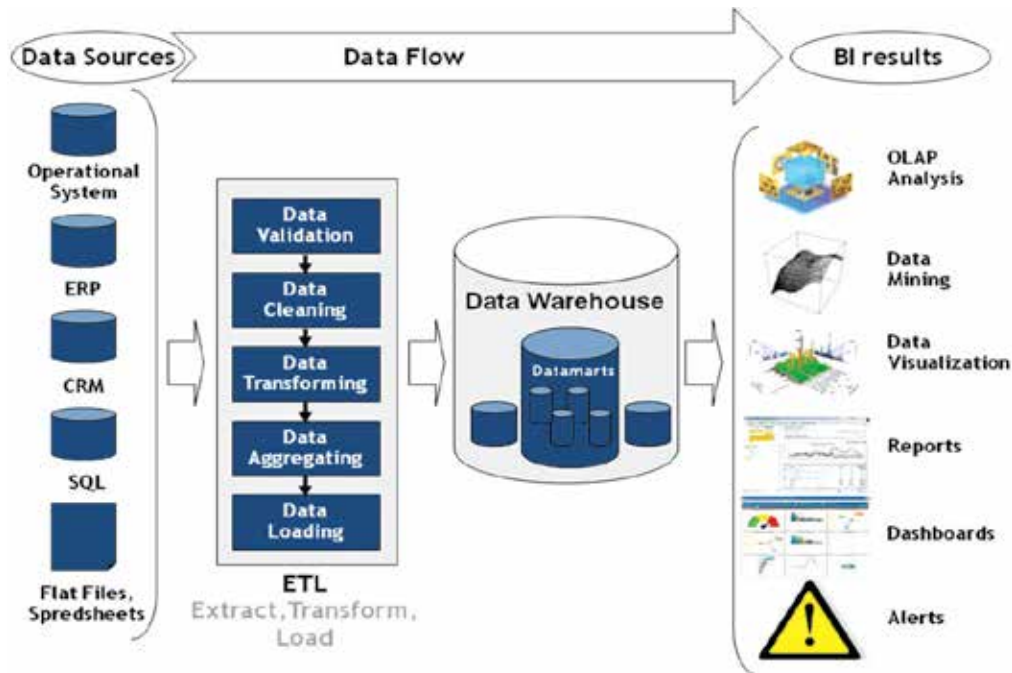 Data Sources
Data Flow
BI results
Operational
System
ERP
CRM
SQL
Flat Files,
Spredsheets
Data
Validation
Data
Cleaning
Data
Transforming
Data
Aggregating
Data
Loading
ETL
Extract, Transform,
Load
Data Warehouse
Datamarts
OLAP
Analysis
Data
Mining
Data
Visualization
Reports
Dashboards
Alerts